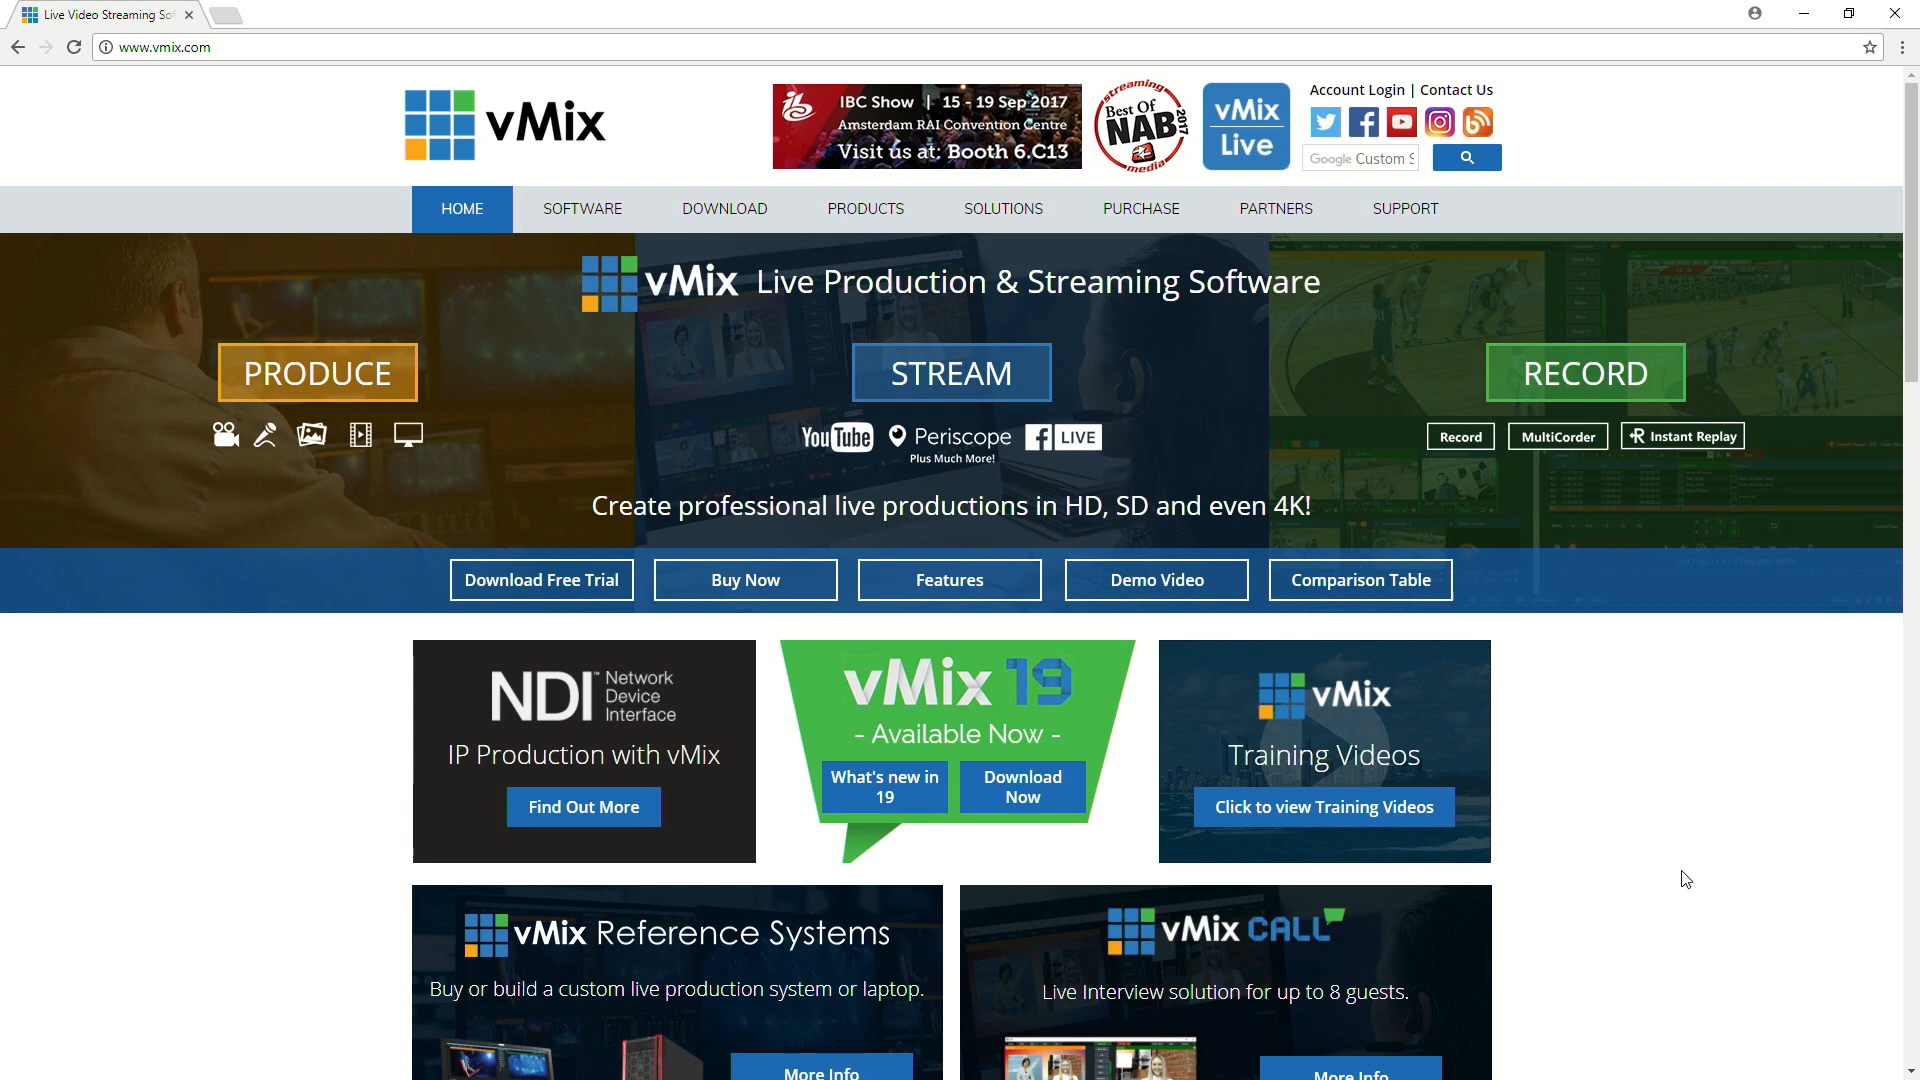 Live Video Streaming Sof
www.vmix.com
vMix
IBC Show | 15 - 19 Sep 2017
Amsterdam RAI Convention Centre
Visit us at: Booth 6.C13
streaming
Best Of
NAB
2017
media
vMix
Live
Account Login | Contact Us
Google Custom S
HOME
SOFTWARE
DOWNLOAD
PRODUCTS
SOLUTIONS
PURCHASE
PARTNERS
SUPPORT
vMix Live Production & Streaming Software
PRODUCE
STREAM
RECORD
YouTube
Periscope
LIVE
Plus Much More!
Record
MultiCorder
R Instant Replay
Create professional live productions in HD, SD and even 4K!
Download Free Trial
Buy Now
Features
Demo Video
Comparison Table
NDI™ Network
Device
Interface
IP Production with vMix
Find Out More
vMix 19
- Available Now -
What's new in
19
Download
Now
vMix
Training Videos
Click to view Training Videos
vMix Reference Systems
Buy or build a custom live production system or laptop.
More Info
vMix CALL
Live Interview solution for up to 8 guests.
More Info